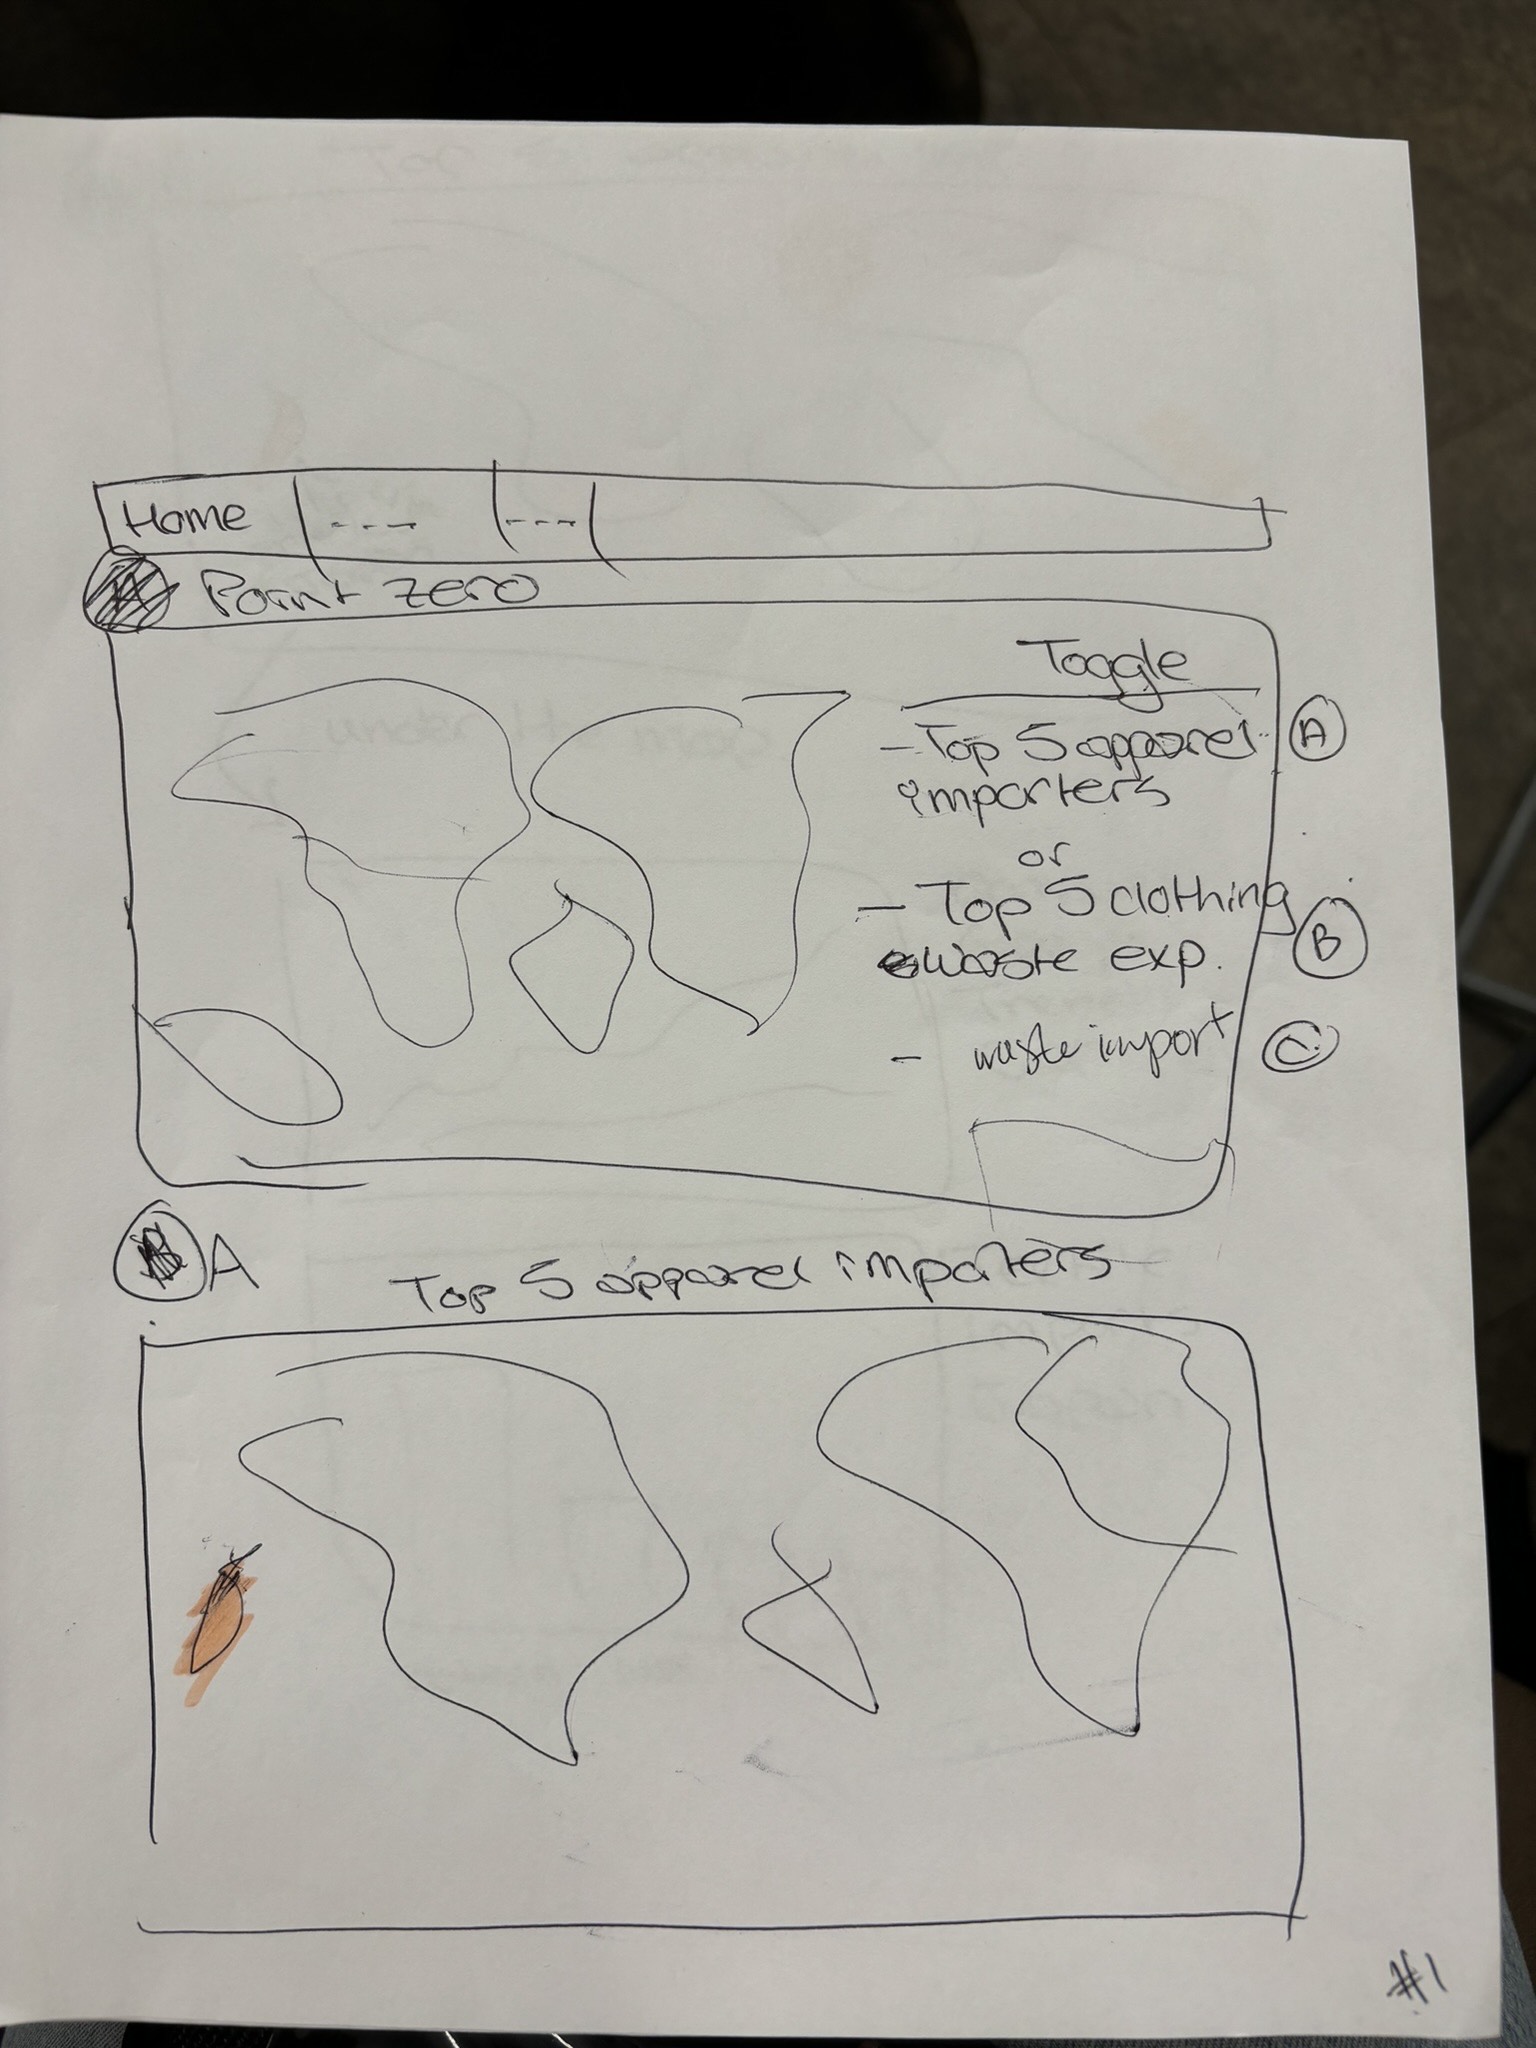 Home | --- | --- |
Point zero
Toggle
- Top 5 apparel
importers
A
or
- Top 5 clothing
waste exp.
B
- waste import
C
A
Top 5 apparel importers
#1